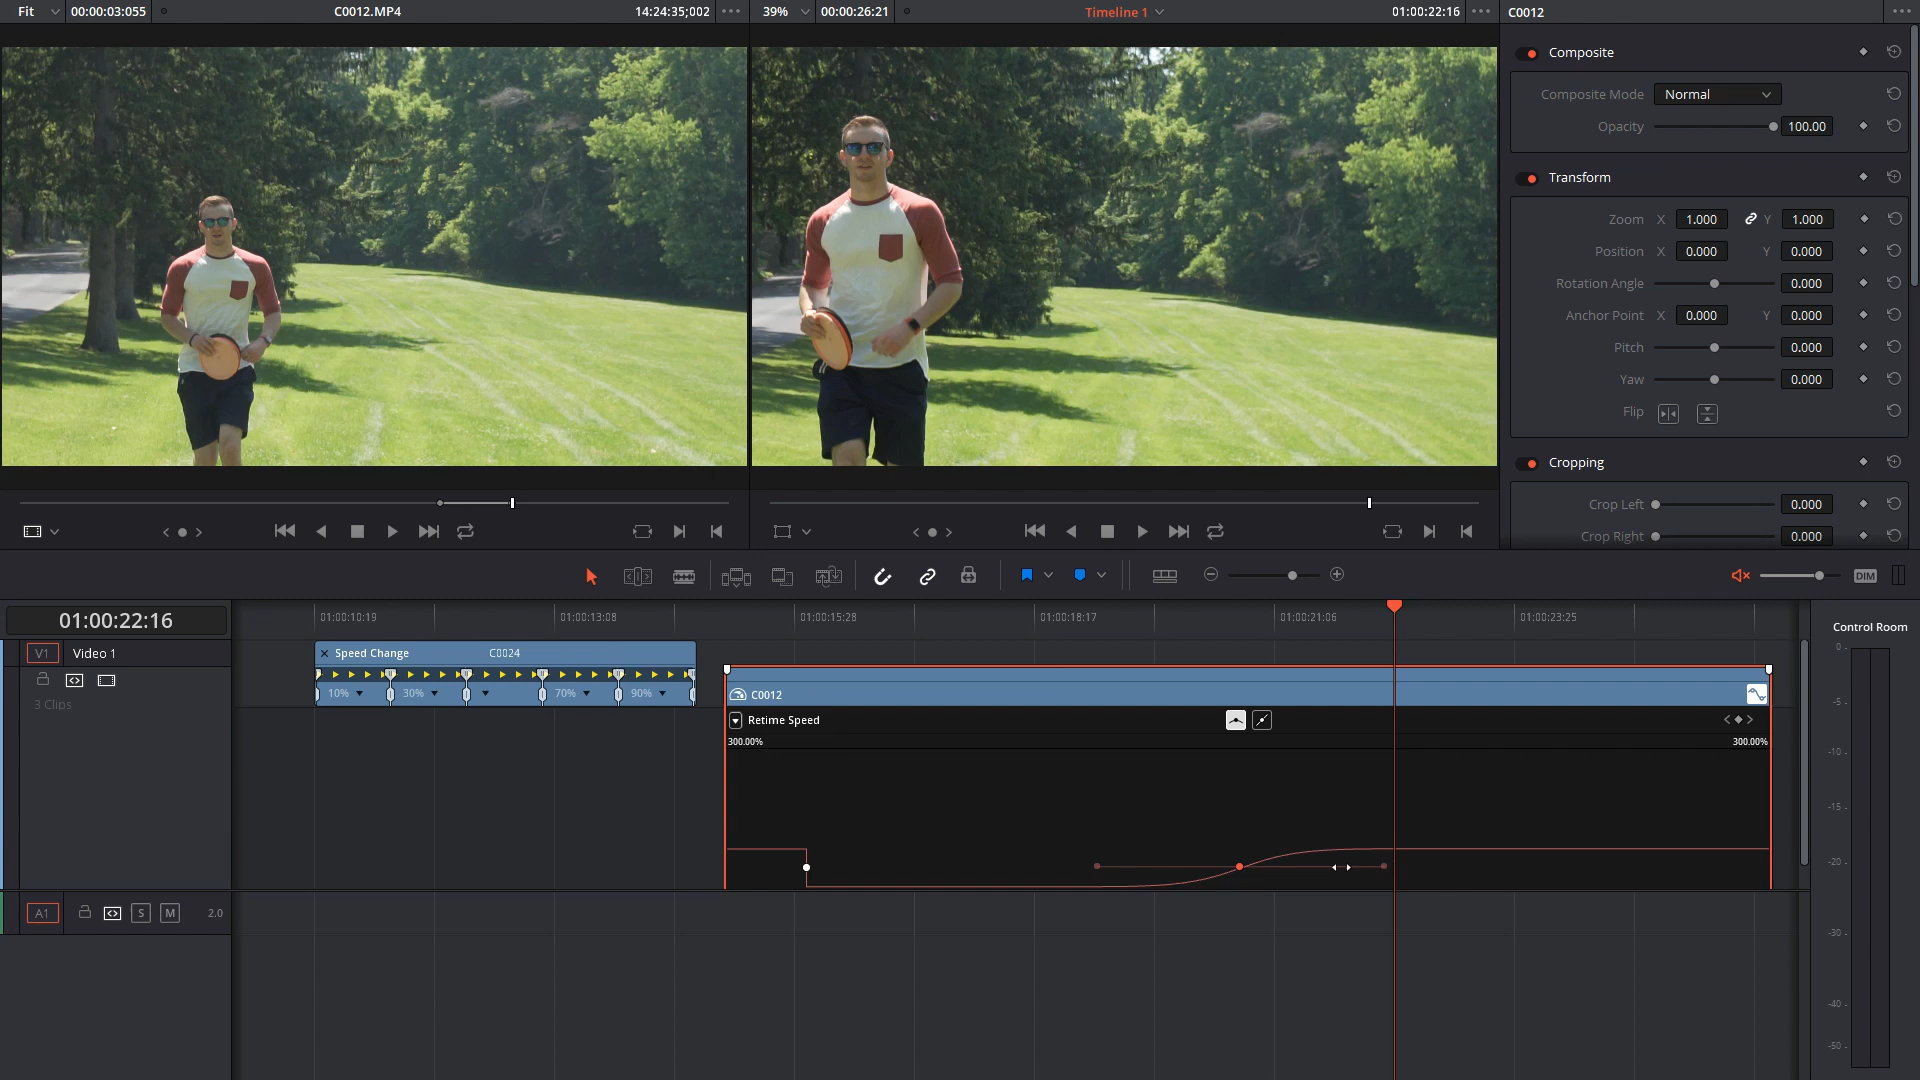 Fit 00:00:03:055 C0012.MP4 14:24:35;002
39% 00:00:26:21 Timeline 1 01:00:22:16
C0012
Composite
Composite Mode Normal
Opacity 100.00
Transform
Zoom X 1.000 Y 1.000
Position X 0.000 Y 0.000
Rotation Angle 0.000
Anchor Point X 0.000 Y 0.000
Pitch 0.000
Yaw 0.000
Flip
Cropping
Crop Left 0.000
Crop Right 0.000
DIM
01:00:22:16
01:00:10:19 01:00:13:08 01:00:15:28 01:00:18:17 01:00:21:06 01:00:23:25
V1 Video 1
3 Clips
Speed Change C0024
10% 30% 70% 90%
C0012
Retime Speed
300.00% 300.00%
A1 S M 2.0
Control Room
0 -
-5 -
-10 -
-15 -
-20 -
-30 -
-40 -
-50 -